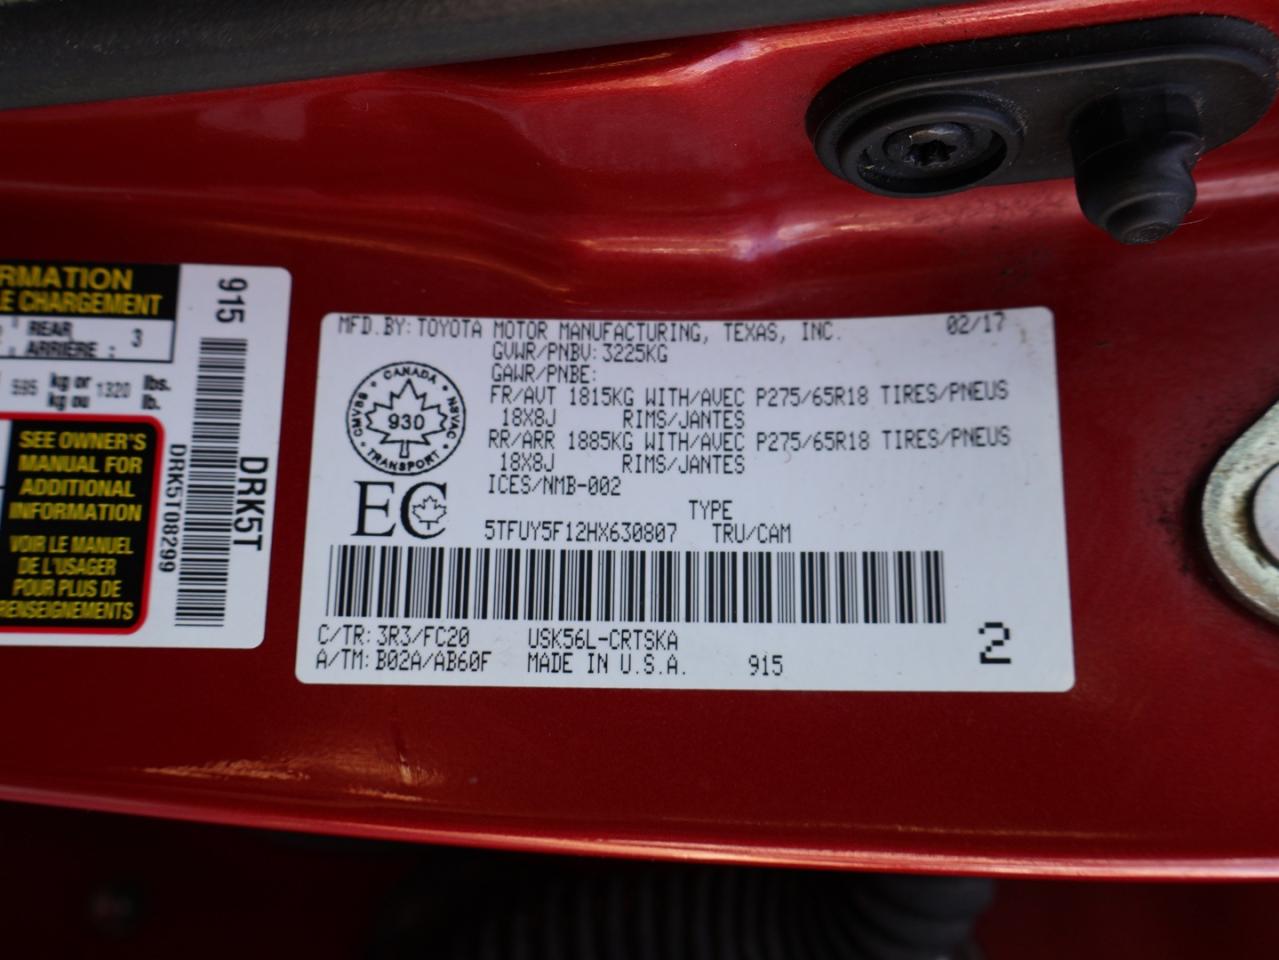 RMATION
LE CHARGEMENT
REAR
ARRIÈRE : 3
595 kg or 1320 lbs.
kg ou lb.
SEE OWNER'S
MANUAL FOR
ADDITIONAL
INFORMATION
VOIR LE MANUEL
DE L'USAGER
POUR PLUS DE
RENSEIGNEMENTS
915
DRK5T
DRK5T08299
MFD.BY: TOYOTA MOTOR MANUFACTURING, TEXAS, INC. 02/17
GVWR/PNBV: 3225KG
GAWR/PNBE:
FR/AVT 1815KG WITH/AVEC P275/65R18 TIRES/PNEUS
18X8J RIMS/JANTES
RR/ARR 1885KG WITH/AVEC P275/65R18 TIRES/PNEUS
18X8J RIMS/JANTES
ICES/NMB-002
CANADA
CMVSS
NSVAC
930
TRANSPORT
EC
TYPE
5TFUY5F12HX630807 TRU/CAM
C/TR: 3R3/FC20 USK56L-CRTSKA
A/TM: B02A/AB60F MADE IN U.S.A. 915
2